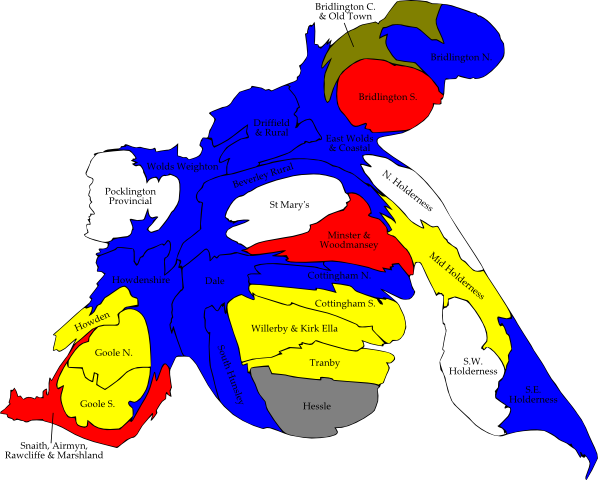 Bridlington C.
& Old Town
Bridlington N.
Bridlington S.
Driffield
& Rural
East Wolds
& Coastal
Wolds Weighton
Beverley Rural
N. Holderness
Pocklington
Provincial
St Mary's
Minster &
Woodmansey
Mid Holderness
Howdenshire
Dale
Cottingham N.
Cottingham S.
Howden
Willerby & Kirk Ella
Goole N.
Tranby
S.W.
Holderness
South Hunsley
S.E.
Holderness
Goole S.
Hessle
Snaith, Airmyn,
Rawcliffe & Marshland